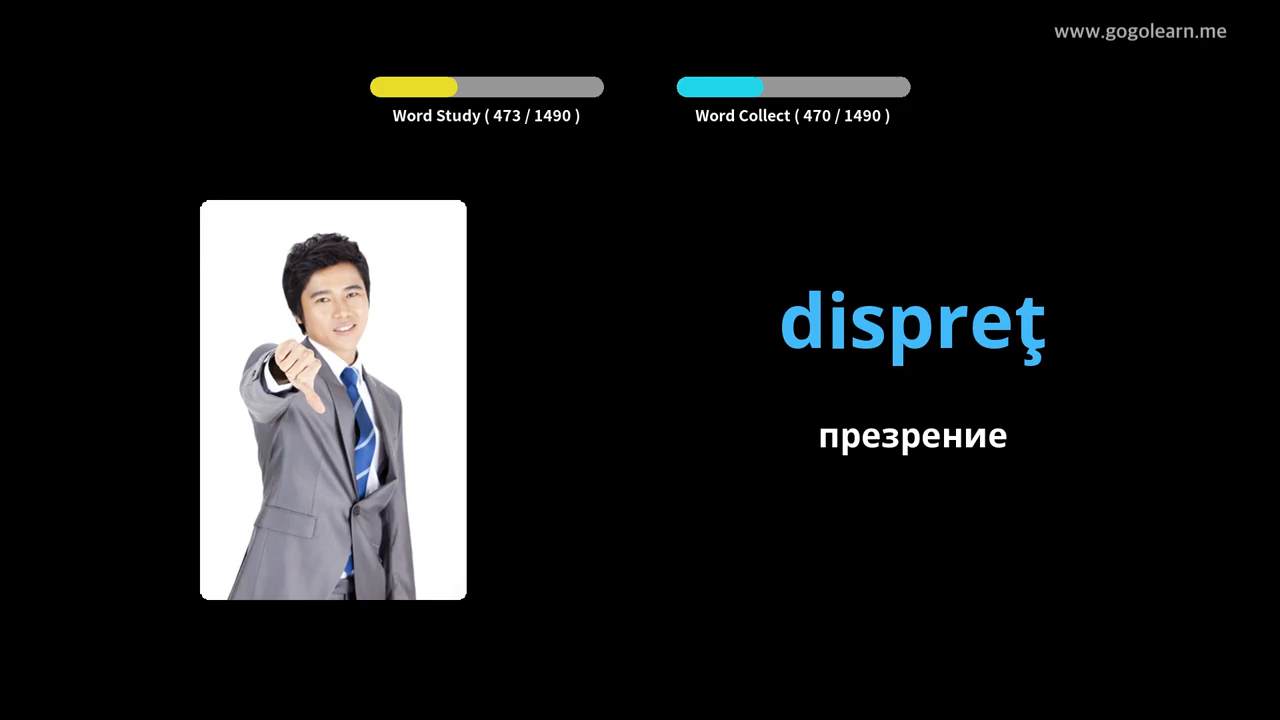 www.gogolearn.me
Word Study ( 473 / 1490 )
Word Collect ( 470 / 1490 )
dispreţ
презрение